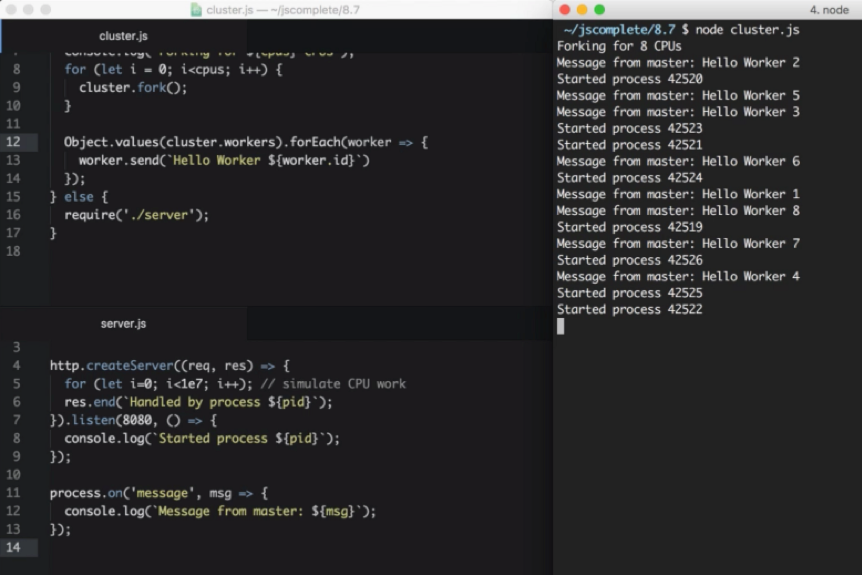 cluster.js — ~/jscomplete/8.7
cluster.js
8 for (let i = 0; i<cpus; i++) {
9 cluster.fork();
10 }
11
12 Object.values(cluster.workers).forEach(worker => {
13 worker.send(`Hello Worker ${worker.id}`)
14 });
15 } else {
16 require('./server');
17 }
18
server.js
3
4 http.createServer((req, res) => {
5 for (let i=0; i<1e7; i++); // simulate CPU work
6 res.end(`Handled by process ${pid}`);
7 }).listen(8080, () => {
8 console.log(`Started process ${pid}`);
9 });
10
11 process.on('message', msg => {
12 console.log(`Message from master: ${msg}`);
13 });
14
4. node
~/jscomplete/8.7 $ node cluster.js
Forking for 8 CPUs
Message from master: Hello Worker 2
Started process 42520
Message from master: Hello Worker 5
Message from master: Hello Worker 3
Started process 42523
Started process 42521
Message from master: Hello Worker 6
Started process 42524
Message from master: Hello Worker 1
Message from master: Hello Worker 8
Started process 42519
Message from master: Hello Worker 7
Started process 42526
Message from master: Hello Worker 4
Started process 42525
Started process 42522